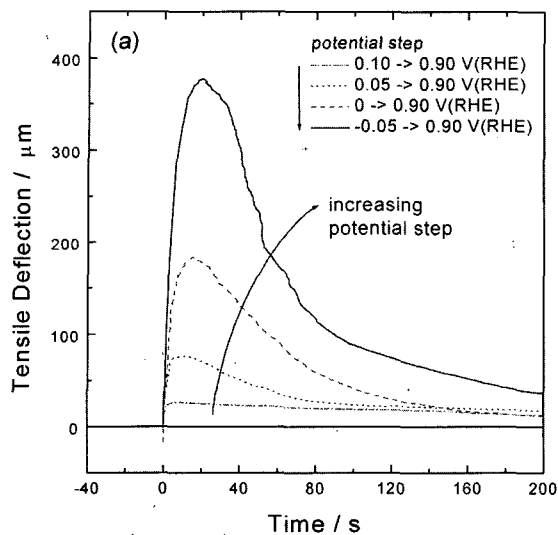 (a)
potential step
0.10 -> 0.90 V(RHE)
0.05 -> 0.90 V(RHE)
0 -> 0.90 V(RHE)
-0.05 -> 0.90 V(RHE)
increasing
potential step
Tensile Deflection / μm
400
300
200
100
0
-40 0 40 80 120 160 200
Time / s